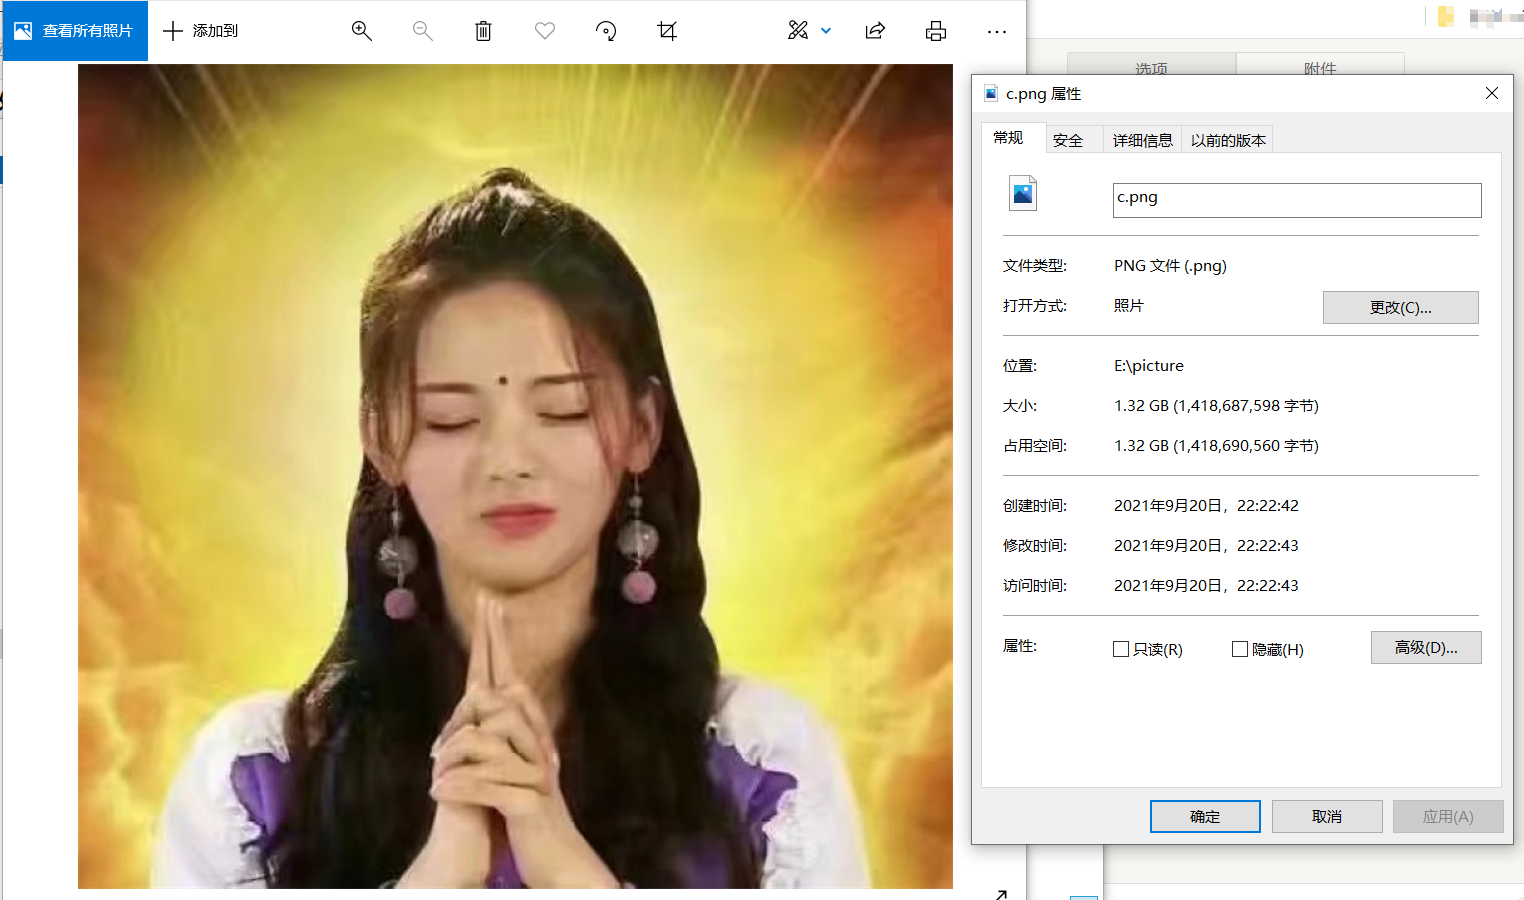 查看所有照片
添加到
选项
附件
c.png 属性
常规
安全
详细信息
以前的版本
c.png
文件类型:
PNG 文件 (.png)
打开方式:
照片
更改(C)...
位置:
E:\picture
大小:
1.32 GB (1,418,687,598 字节)
占用空间:
1.32 GB (1,418,690,560 字节)
创建时间:
2021年9月20日，22:22:42
修改时间:
2021年9月20日，22:22:43
访问时间:
2021年9月20日，22:22:43
属性:
只读(R)
隐藏(H)
高级(D)...
确定
取消
应用(A)